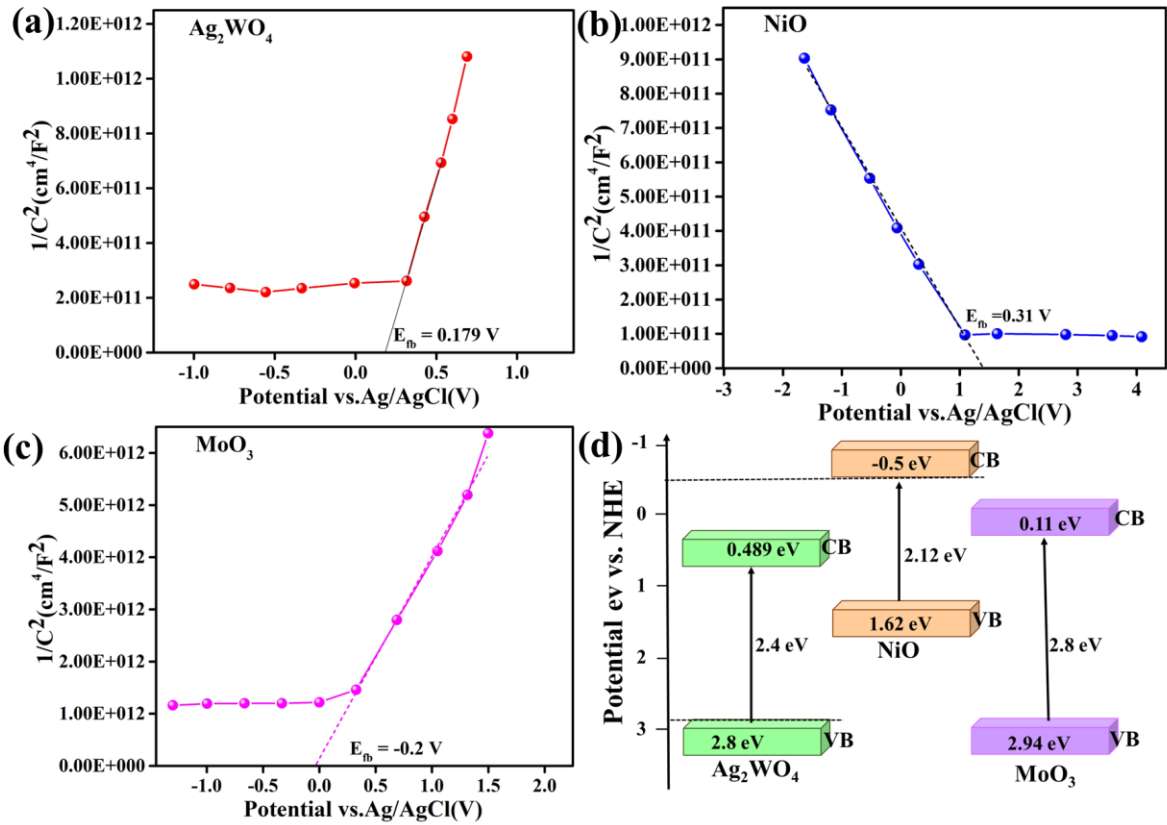 (a)
Ag₂WO₄
1.20E+012
1.00E+012
8.00E+011
6.00E+011
4.00E+011
2.00E+011
0.00E+000
1/C²(cm⁴/F²)
E_fb = 0.179 V
-1.0 -0.5 0.0 0.5 1.0
Potential vs.Ag/AgCl(V)
(b)
NiO
1.00E+012
9.00E+011
8.00E+011
7.00E+011
6.00E+011
5.00E+011
4.00E+011
3.00E+011
2.00E+011
1.00E+011
0.00E+000
1/C²(cm⁴/F²)
E_fb =0.31 V
-3 -2 -1 0 1 2 3 4
Potential vs.Ag/AgCl(V)
(c)
MoO₃
6.00E+012
5.00E+012
4.00E+012
3.00E+012
2.00E+012
1.00E+012
0.00E+000
1/C²(cm⁴/F²)
E_fb = -0.2 V
-1.0 -0.5 0.0 0.5 1.0 1.5 2.0
Potential vs.Ag/AgCl(V)
(d)
Potential ev vs. NHE
-1
0
1
2
3
-0.5 eV CB
0.489 eV CB
0.11 eV CB
2.12 eV
2.4 eV
2.8 eV
1.62 eV VB
NiO
2.8 eV VB
Ag₂WO₄
2.94 eV VB
MoO₃